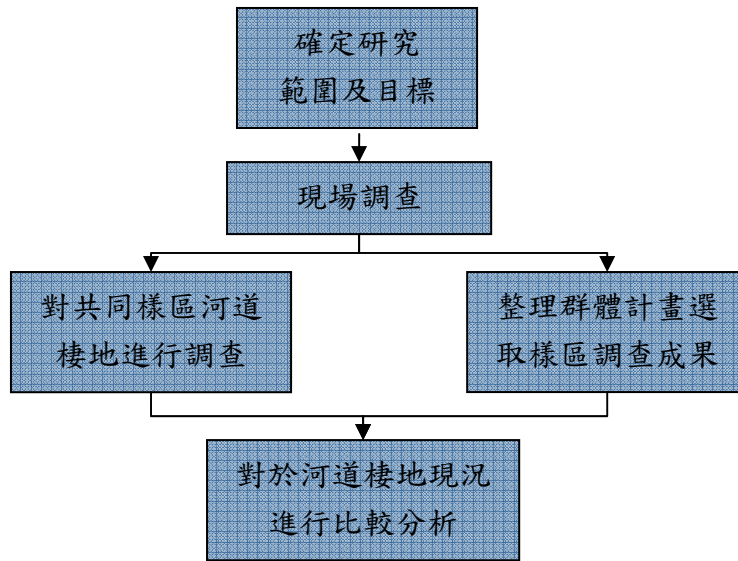 確定研究
範圍及目標
現場調查
對共同樣區河道
棲地進行調查
整理群體計畫選
取樣區調查成果
對於河道棲地現況
進行比較分析